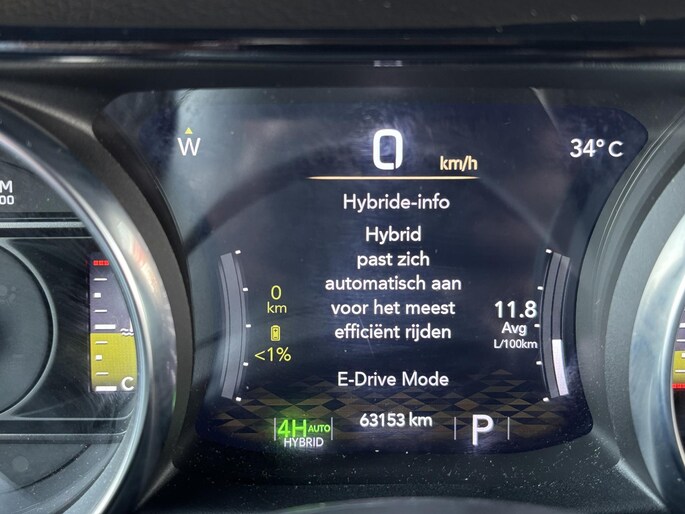 W
0 km/h
34° C
M
00
Hybride-info
Hybrid
past zich
automatisch aan
voor het meest
efficiënt rijden
0
km
<1%
11.8
Avg
L/100km
C
E-Drive Mode
4H AUTO
HYBRID
63153 km
P